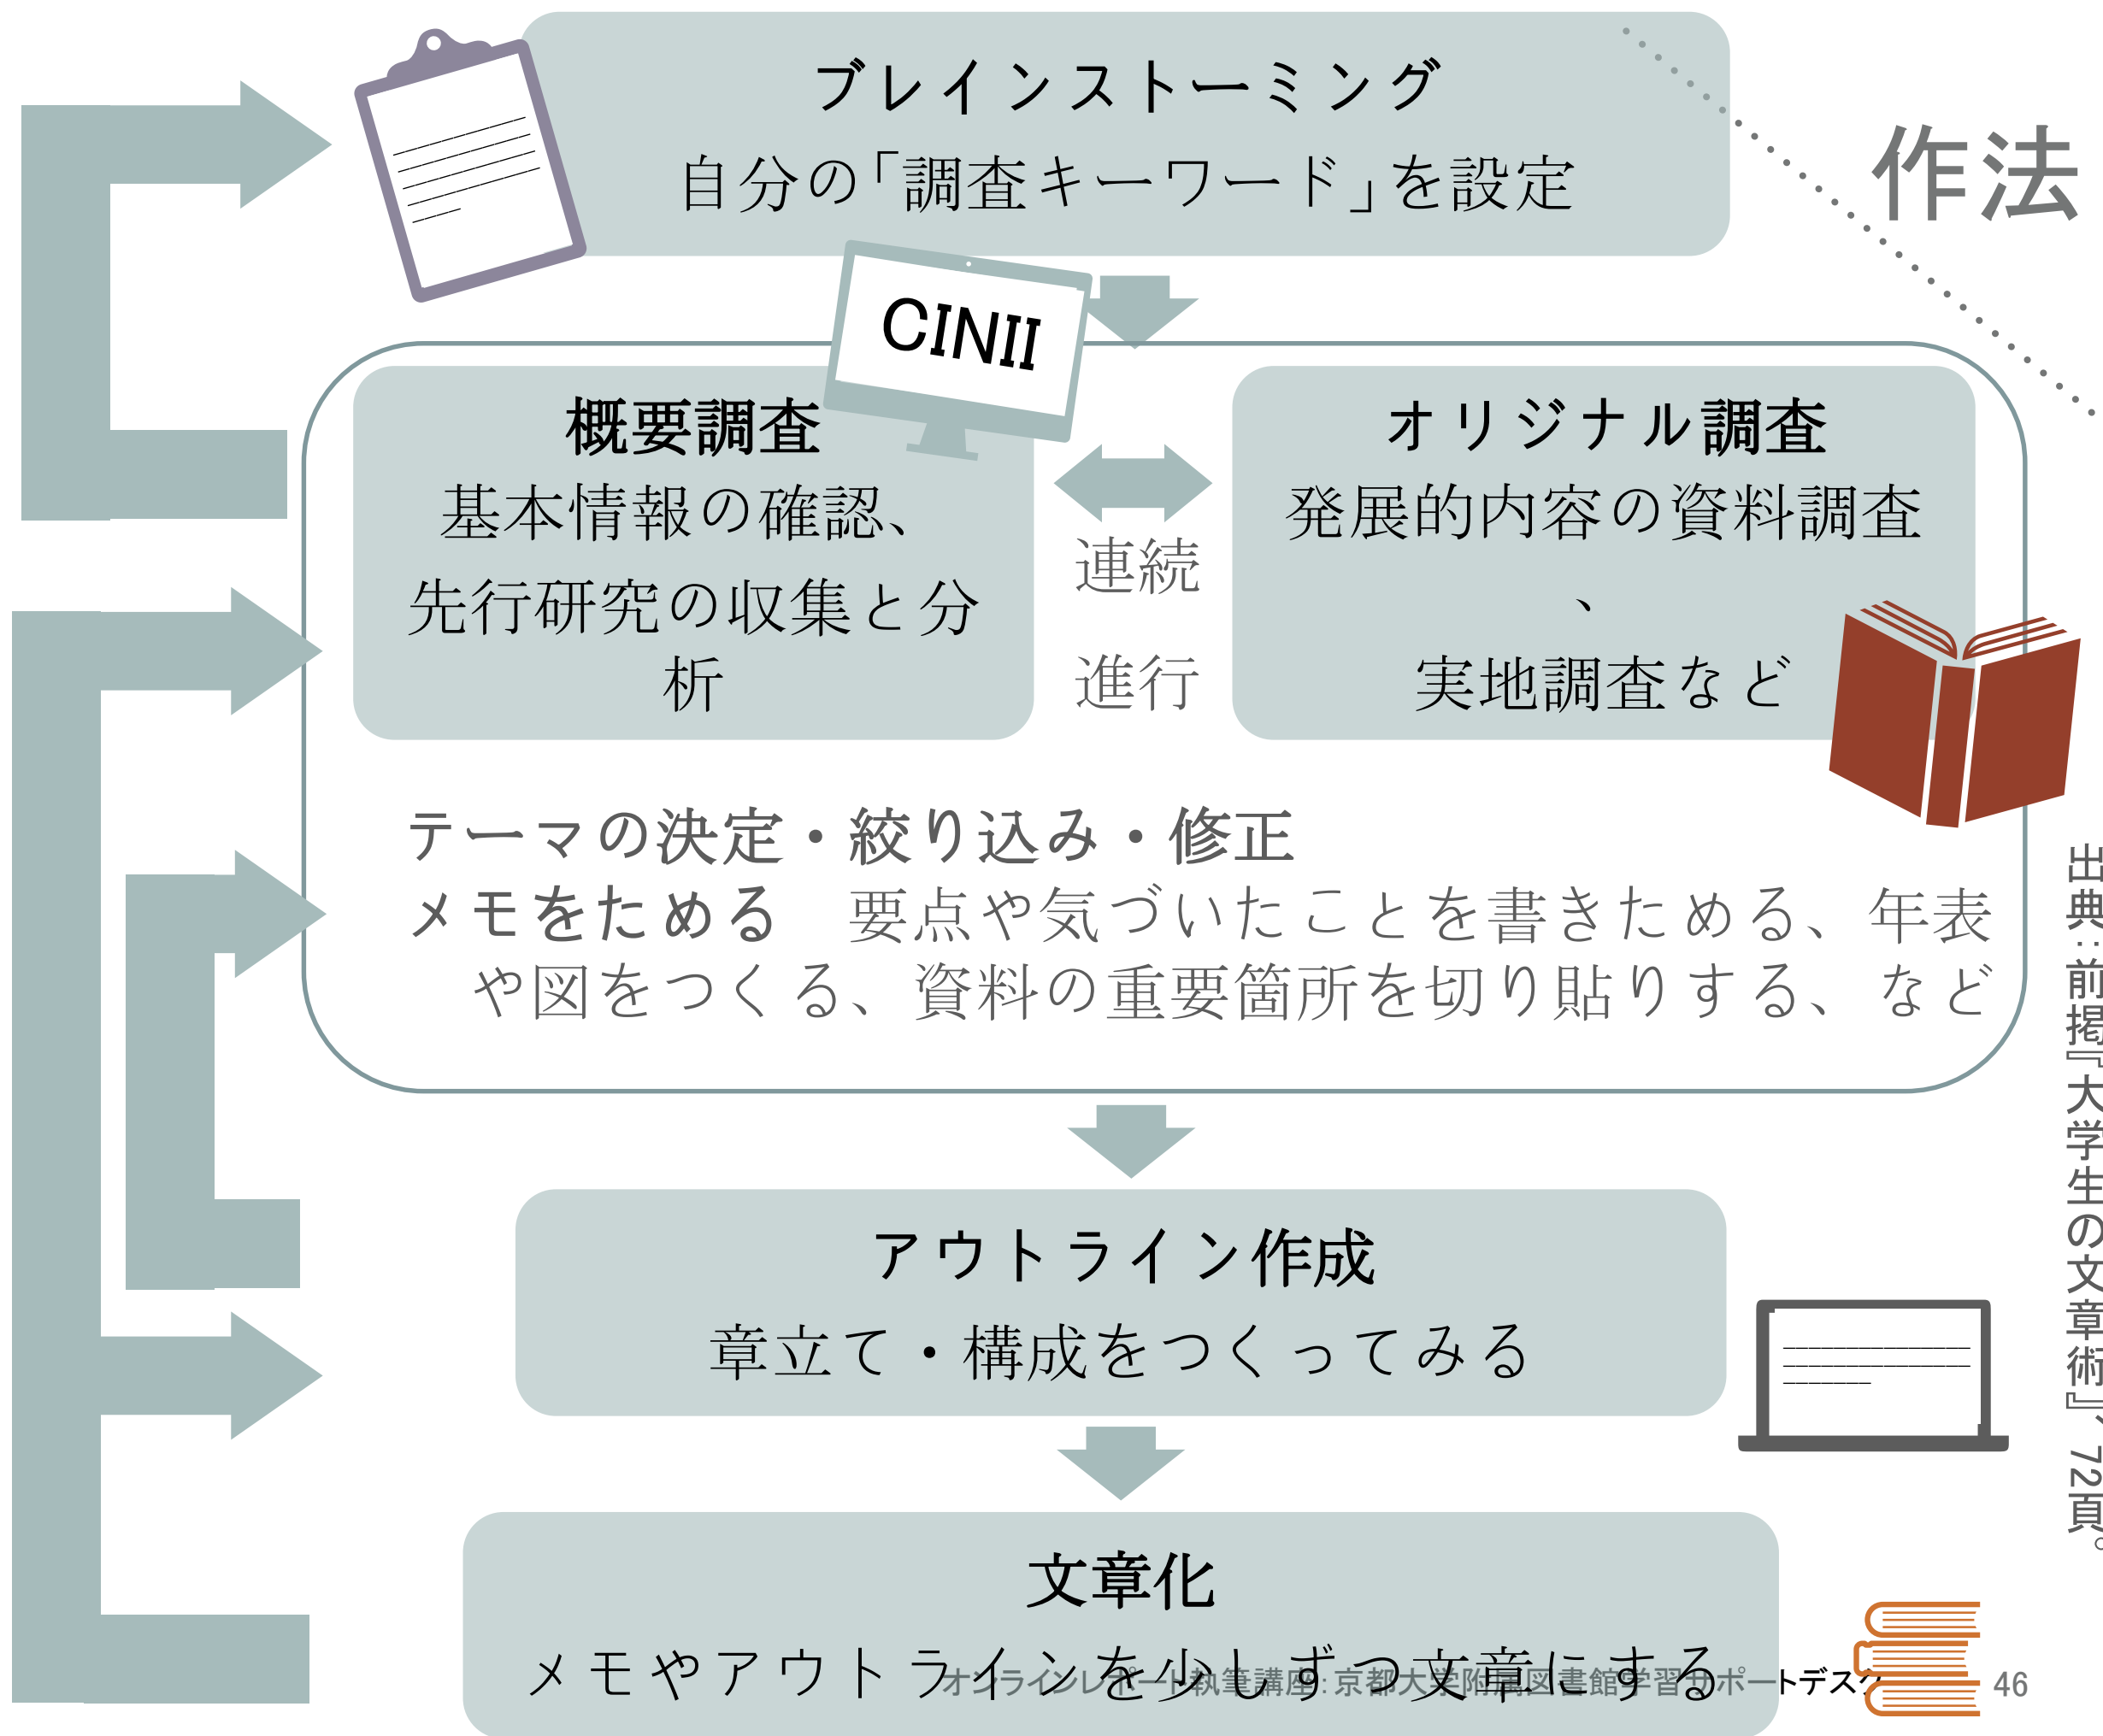 作法
ブレインストーミング
自分の「調査キーワード」を設定
CINII
概要調査
基本情報の確認、
先行研究の収集と分
析
連続
進行
オリジナル調査
発展的内容の資料調査
、
実地調査など
テーマの決定・絞り込み・修正
メモをためる　要点や気づいたことを書きためる、年表
や図をつくる、資料の重要箇所を切り貼りする、など
アウトライン作成
章立て・構成をつくってみる
文章化
メモやアウトラインを少しずつ文章にする
出典：前掲『大学生の文章術』、72頁。
オンラインレポート執筆講座：京都大学附属図書館学習サポートデスク
46